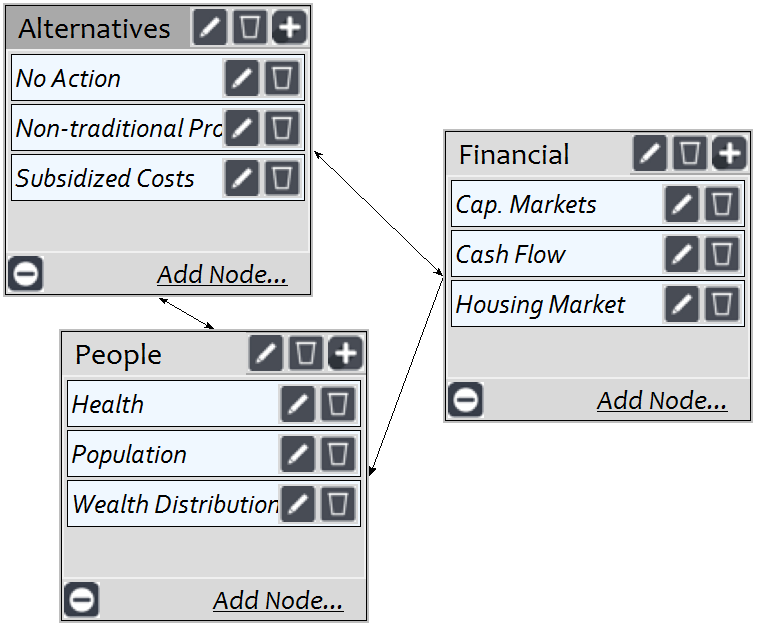 Alternatives
No Action
Non-traditional Pro
Subsidized Costs
Add Node...
Financial
Cap. Markets
Cash Flow
Housing Market
Add Node...
People
Health
Population
Wealth Distribution
Add Node...